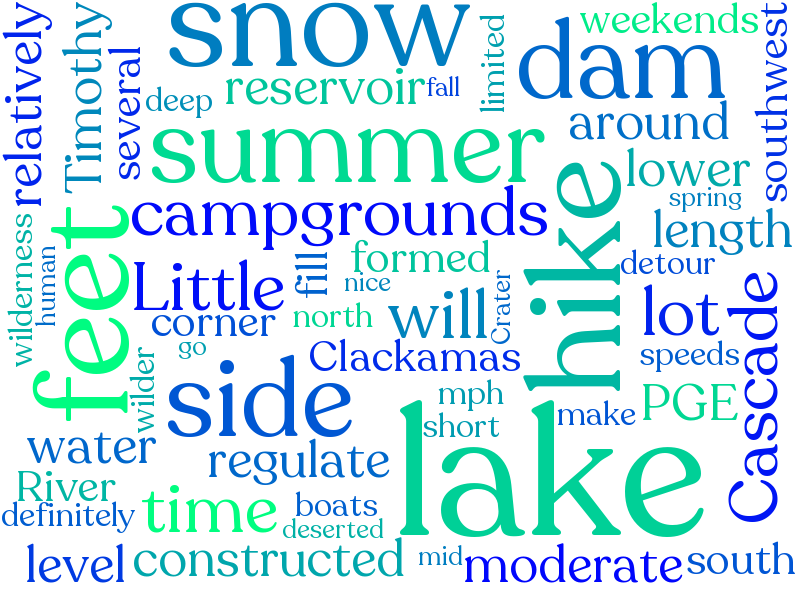 snow
weekends
relatively
Timothy
several
deep
reservoir
fall
limited
dam
southwest
summer
around
lower
spring
campgrounds
hike
length
feet
wilderness
human
Little
fill
formed
nice
detour
Crater
corner
north
will
lot
Cascade
go
Clackamas
speeds
wilder
side
mph
make
PGE
short
water
regulate
lake
River
definitely
time
boats
deserted
level
constructed
mid
moderate
south